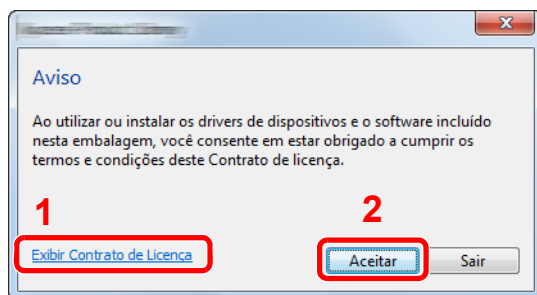 Aviso
Ao utilizar ou instalar os drivers de dispositivos e o software incluído
nesta embalagem, você consente em estar obrigado a cumprir os
termos e condições deste Contrato de licença.
1
2
Exibir Contrato de Licença
Aceitar
Sair